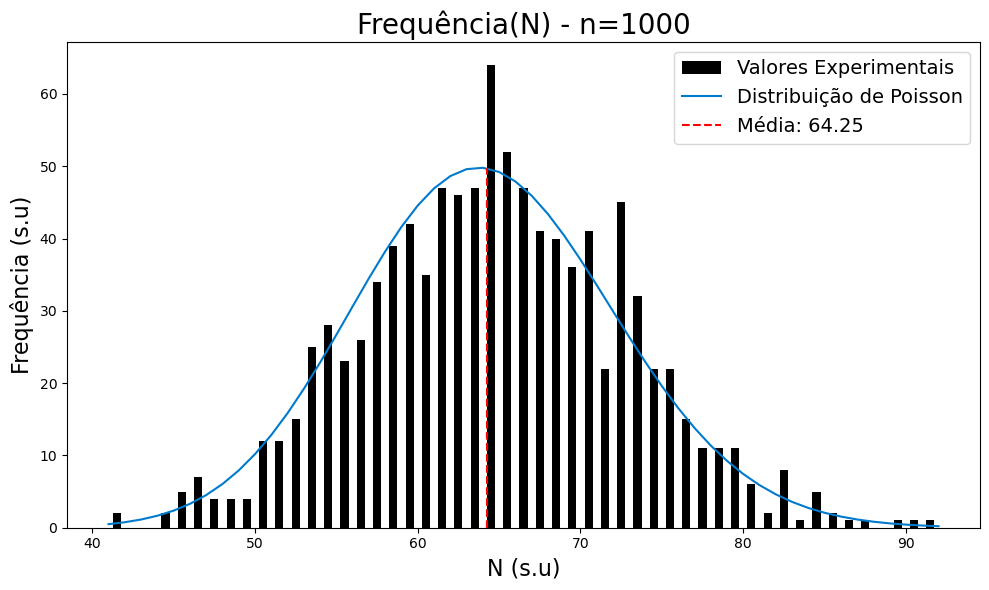 Frequência(N) - n=1000
Valores Experimentais
Distribuição de Poisson
Média: 64.25
Frequência (s.u)
60
50
40
30
20
10
0
40 50 60 70 80 90
N (s.u)